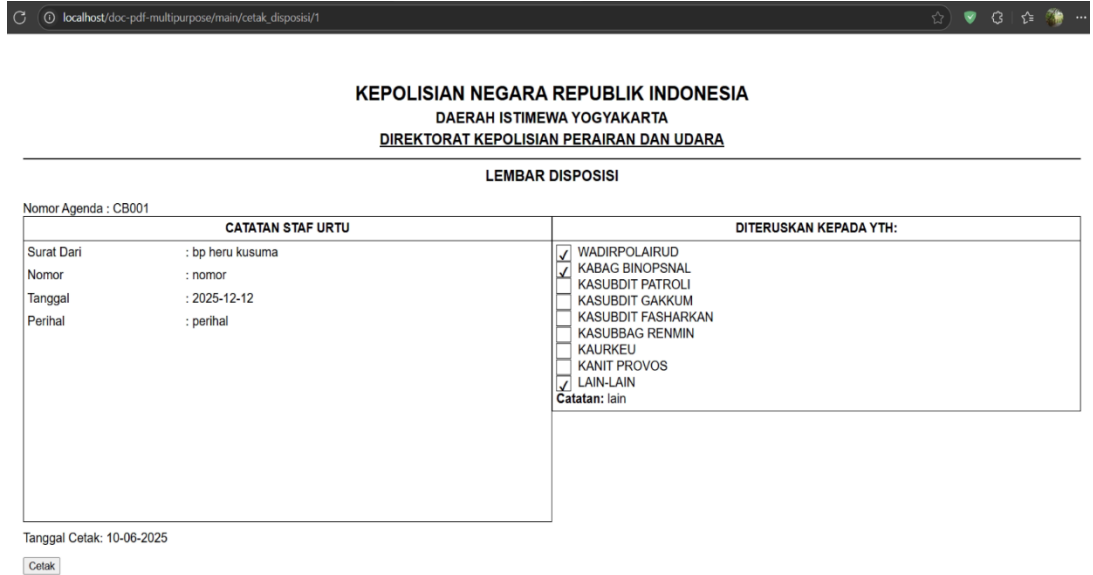 localhost/doc-pdf-multipurpose/main/cetak_disposisi/1
KEPOLISIAN NEGARA REPUBLIK INDONESIA
DAERAH ISTIMEWA YOGYAKARTA
DIREKTORAT KEPOLISIAN PERAIRAN DAN UDARA
LEMBAR DISPOSISI
Nomor Agenda : CB001
CATATAN STAF URTU
Surat Dari : bp heru kusuma
Nomor : nomor
Tanggal : 2025-12-12
Perihal : perihal
DITERUSKAN KEPADA YTH:
WADIRPOLAIRUD
KABAG BINOPSNAL
KASUBDIT PATROLI
KASUBDIT GAKKUM
KASUBDIT FASHARKAN
KASUBBAG RENMIN
KAURKEU
KANIT PROVOS
LAIN-LAIN
Catatan: lain
Tanggal Cetak: 10-06-2025
Cetak